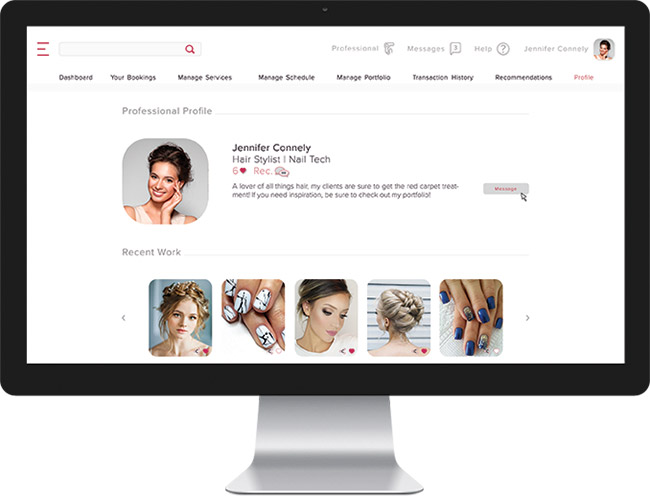 Professional Messages 3 Help ? Jennifer Connely
Dashboard Your Bookings Manage Services Manage Schedule Manage Portfolio Transaction History Recommendations Profile
Professional Profile
Jennifer Connely
Hair Stylist | Nail Tech
6 Rec.
A lover of all things hair, my clients are sure to get the red carpet treat-
ment! If you need inspiration, be sure to check out my portfolio!
Message
Recent Work